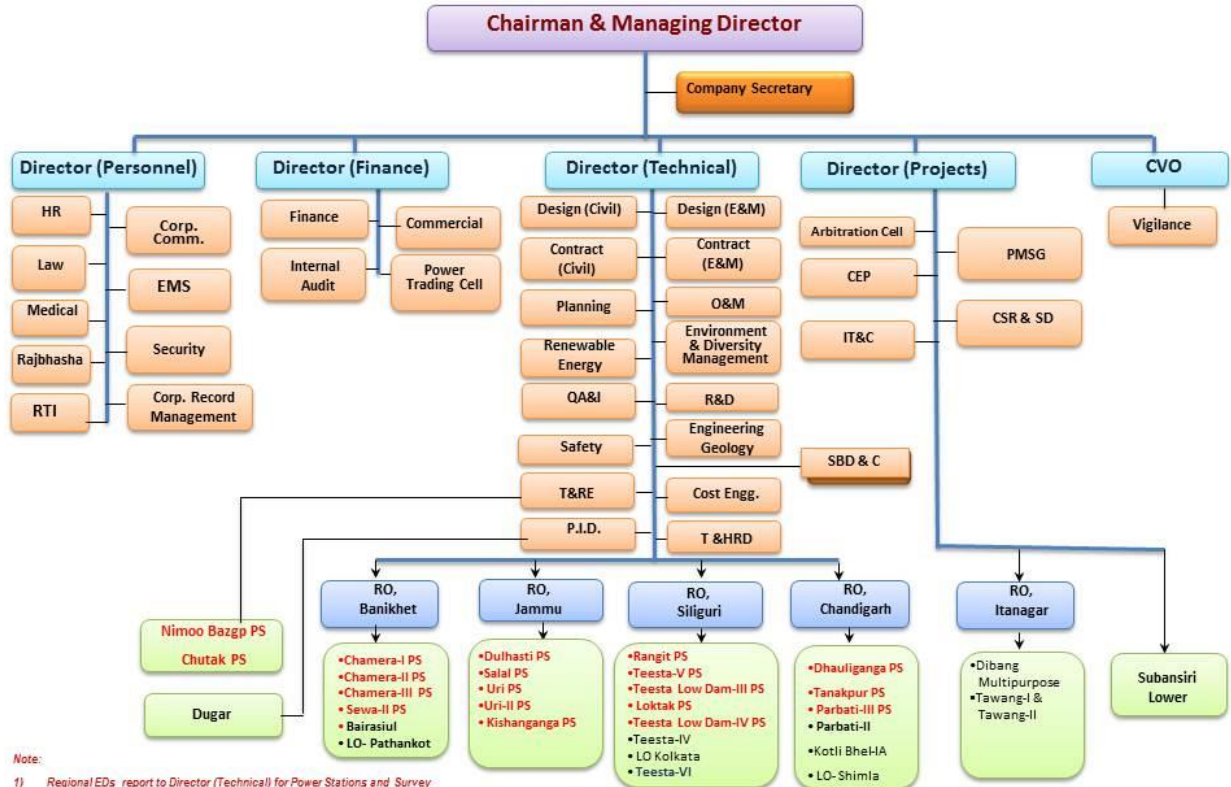 Chairman & Managing Director
Company Secretary
Director (Personnel)
Director (Finance)
Director (Technical)
Director (Projects)
CVO
HR
Corp.
Comm.
Law
EMS
Medical
Security
Rajbhasha
RTI
Corp. Record
Management
Finance
Commercial
Internal
Audit
Power
Trading Cell
Design (Civil)
Design (E&M)
Contract
(Civil)
Contract
(E&M)
Planning
O&M
Renewable
Energy
Environment
& Diversity
Management
QA&I
R&D
Safety
Engineering
Geology
SBD & C
T&RE
Cost Engg.
P.I.D.
T &HRD
Arbitration Cell
PMSG
CEP
CSR & SD
IT&C
Vigilance
Nimoo Bazgp PS
Chutak PS
Dugar
RO,
Banikhet
•Chamera-I PS
•Chamera-II PS
•Chamera-III PS
•Sewa-II PS
•Bairasiul
•LO- Pathankot
RO,
Jammu
•Dulhasti PS
•Salal PS
•Uri PS
•Uri-II PS
•Kishanganga PS
RO,
Siliguri
•Rangit PS
•Teesta-V PS
•Teesta Low Dam-III PS
•Loktak PS
•Teesta Low Dam-IV PS
•Teesta-IV
•LO Kolkata
•Teesta-VI
RO,
Chandigarh
•Dhauliganga PS
•Tanakpur PS
•Parbati-III PS
•Parbati-II
•Kotli Bhel-IA
•LO-Shimla
RO,
Itanagar
•Dibang
Multipurpose
•Tawang-I &
Tawang-II
Subansiri
Lower
Note:
1) Regional EDs report to Director (Technical) for Power Stations and Survey